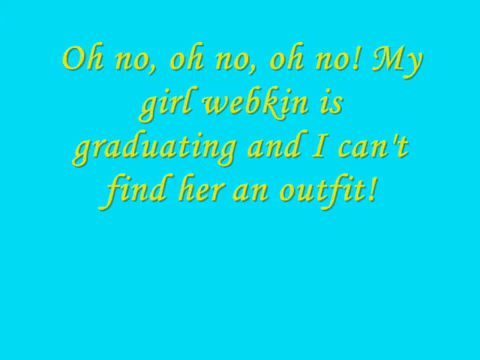 Oh no, oh no, oh no! My
girl webkin is
graduating and I can't
find her an outfit!